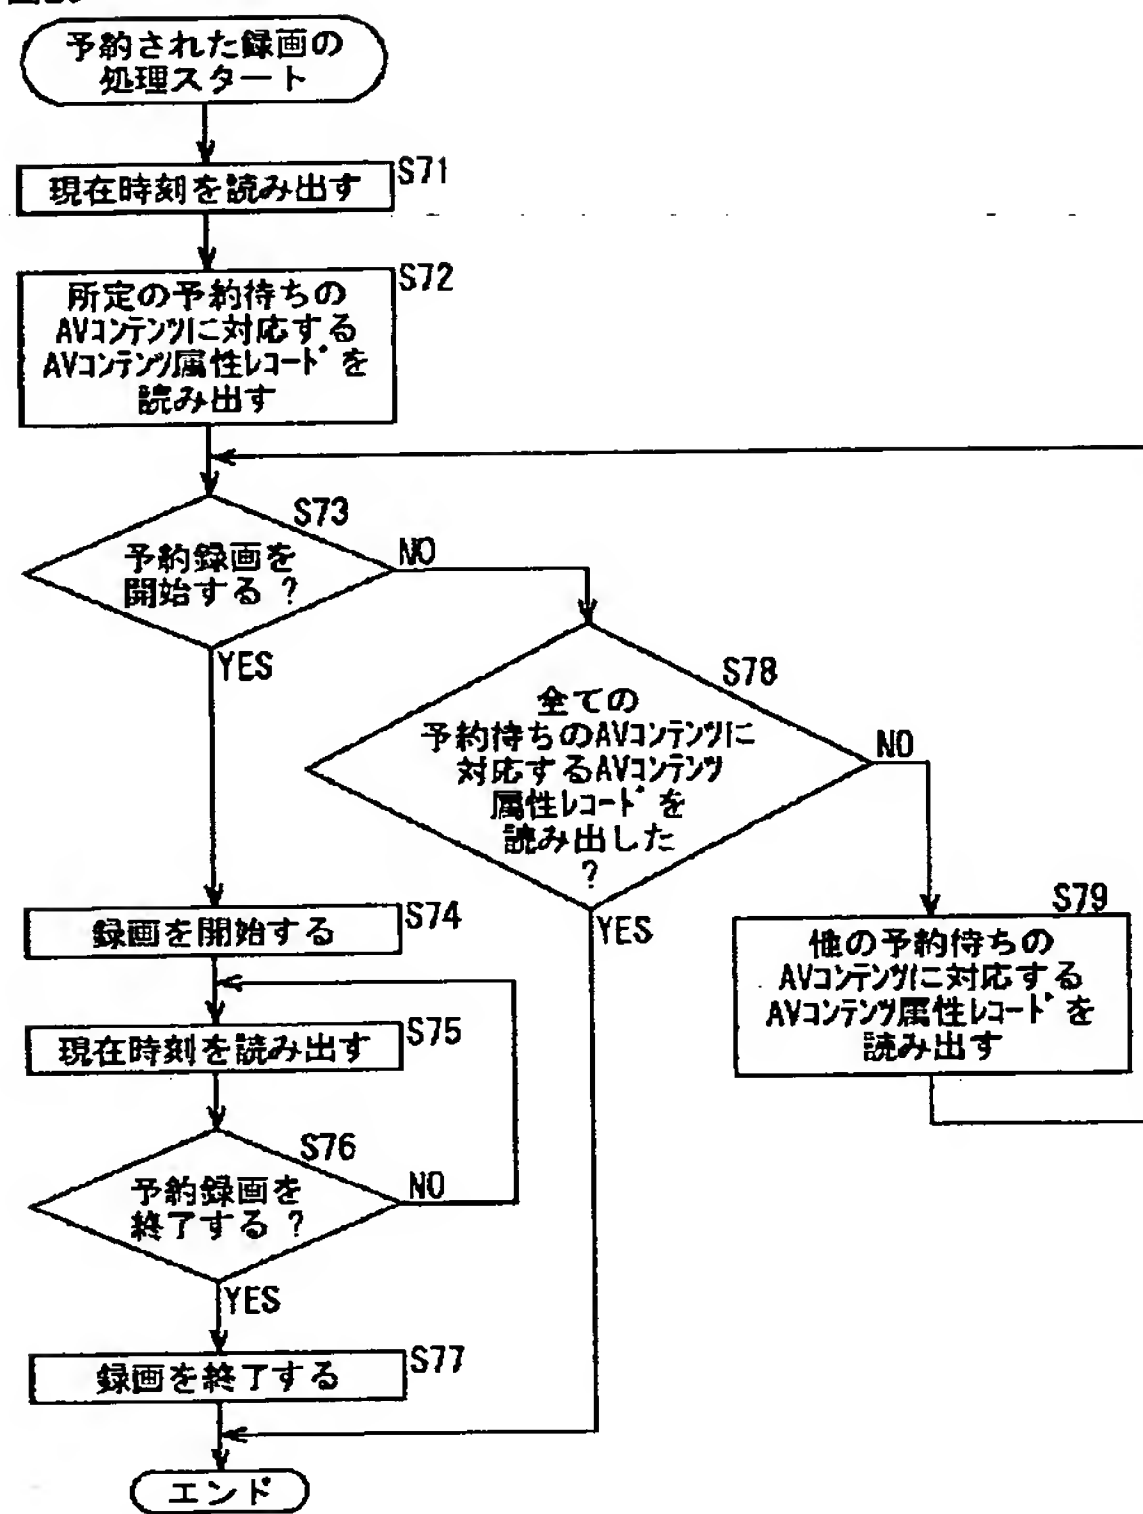 予約された録画の
処理スタート
S71
現在時刻を読み出す
S72
所定の予約待ちの
AVコンテンツに対応する
AVコンテンツ属性レコードを
読み出す
S73
予約録画を
開始する?
NO
YES
S78
全ての
予約待ちのAVコンテンツに
対応するAVコンテンツ
属性レコードを
読み出した
?
NO
YES
S79
他の予約待ちの
AVコンテンツに対応する
AVコンテンツ属性レコードを
読み出す
S74
録画を開始する
S75
現在時刻を読み出す
S76
予約録画を
終了する?
NO
YES
S77
録画を終了する
エンド